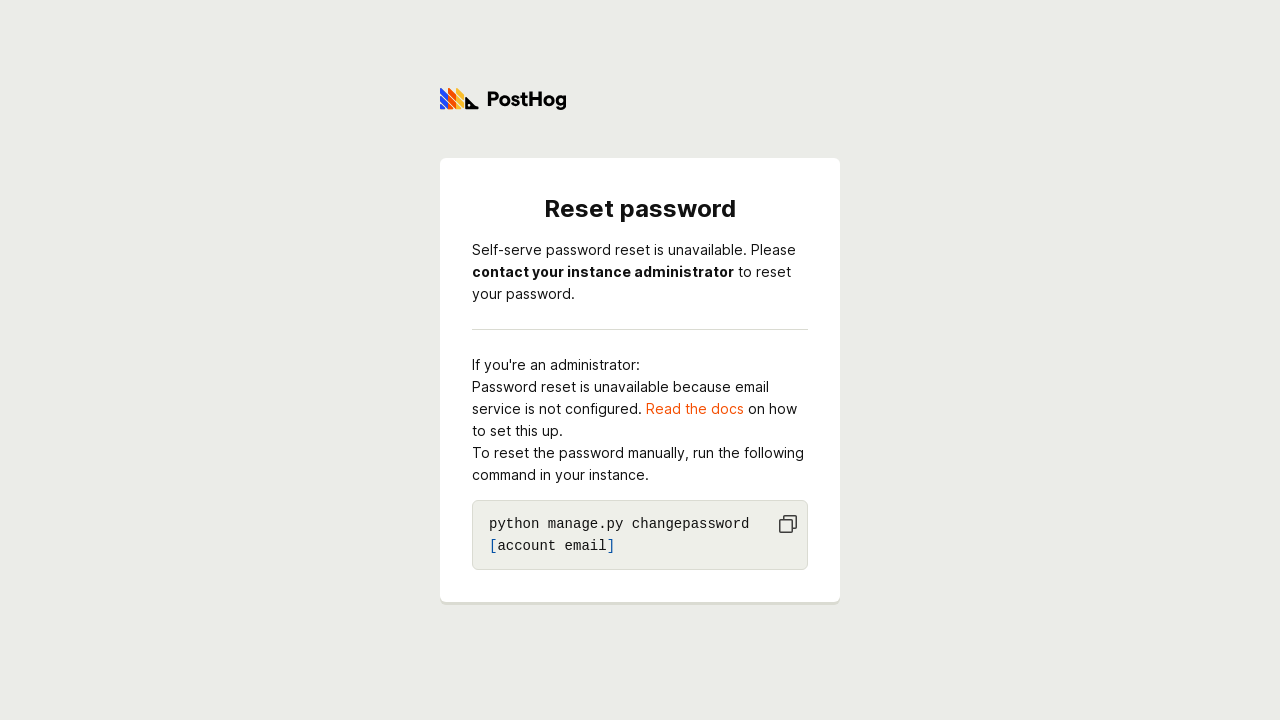 PostHog
Reset password
Self-serve password reset is unavailable. Please
contact your instance administrator to reset
your password.
If you're an administrator:
Password reset is unavailable because email
service is not configured. Read the docs on how
to set this up.
To reset the password manually, run the following
command in your instance.
python manage.py changepassword
[account email]